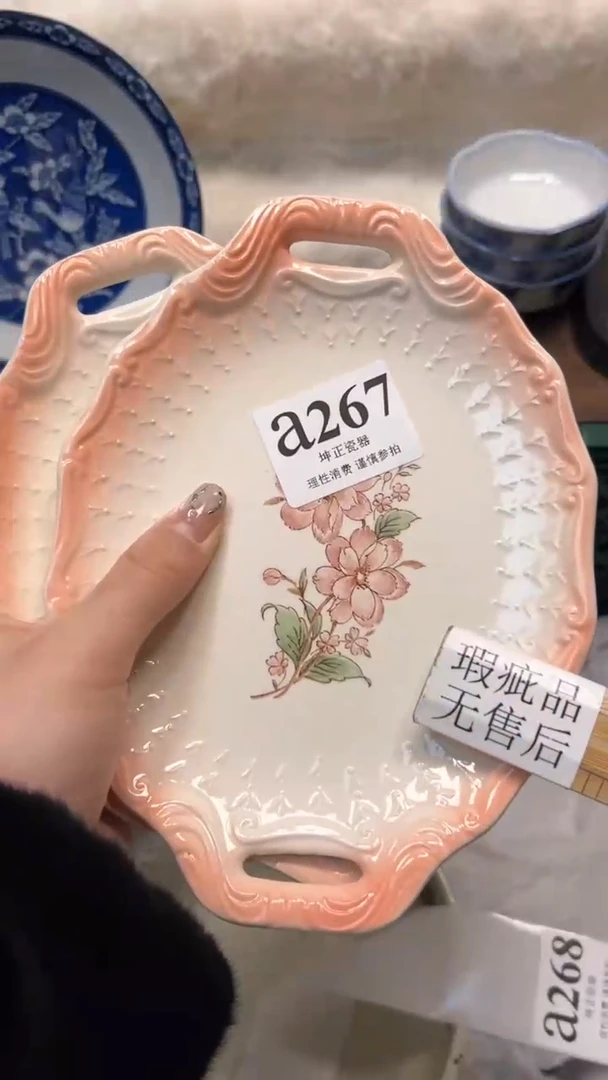 a267
坤正瓷器
理性消费 谨慎参拍
瑕疵品
无售后
a268